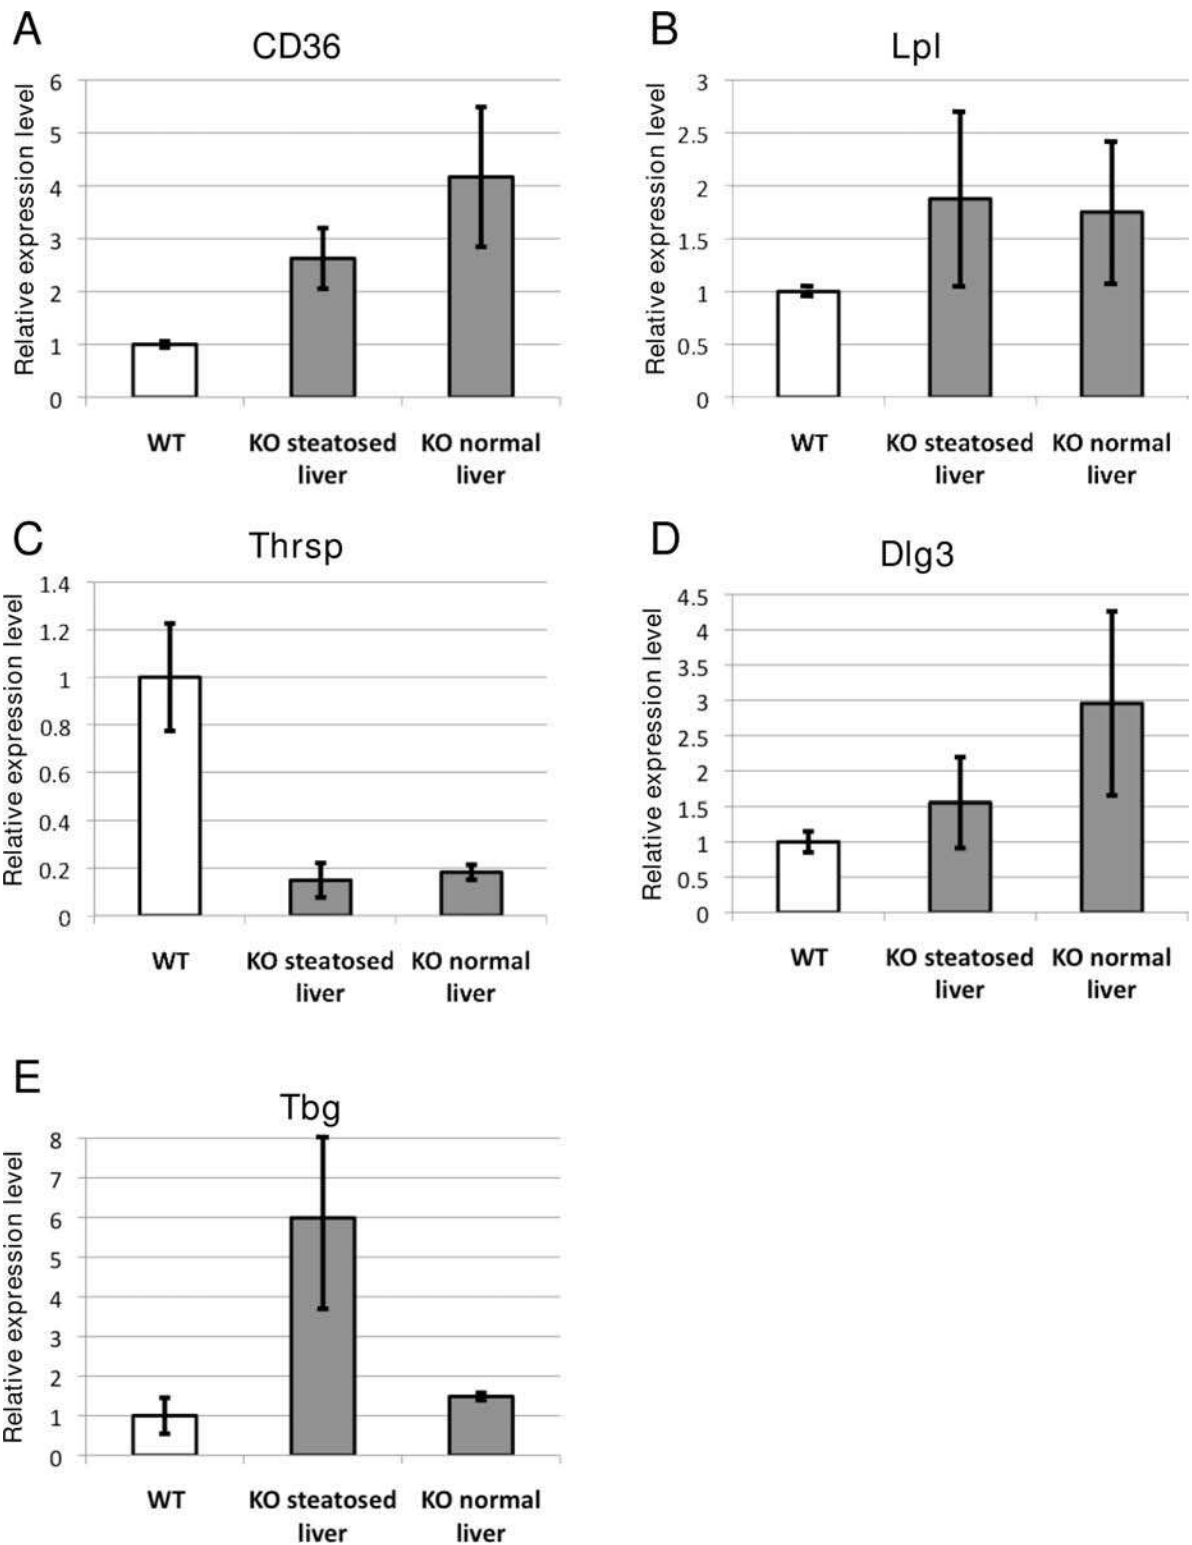 A
CD36
Relative expression level
6
5
4
3
2
1
0
WT
KO steatosed
liver
KO normal
liver
B
Lpl
Relative expression level
3
2.5
2
1.5
1
0.5
0
WT
KO steatosed
liver
KO normal
liver
C
Thrsp
Relative expression level
1.4
1.2
1
0.8
0.6
0.4
0.2
0
WT
KO steatosed
liver
KO normal
liver
D
Dlg3
Relative expression level
4.5
4
3.5
3
2.5
2
1.5
1
0.5
0
WT
KO steatosed
liver
KO normal
liver
E
Tbg
Relative expression level
8
7
6
5
4
3
2
1
0
WT
KO steatosed
liver
KO normal
liver